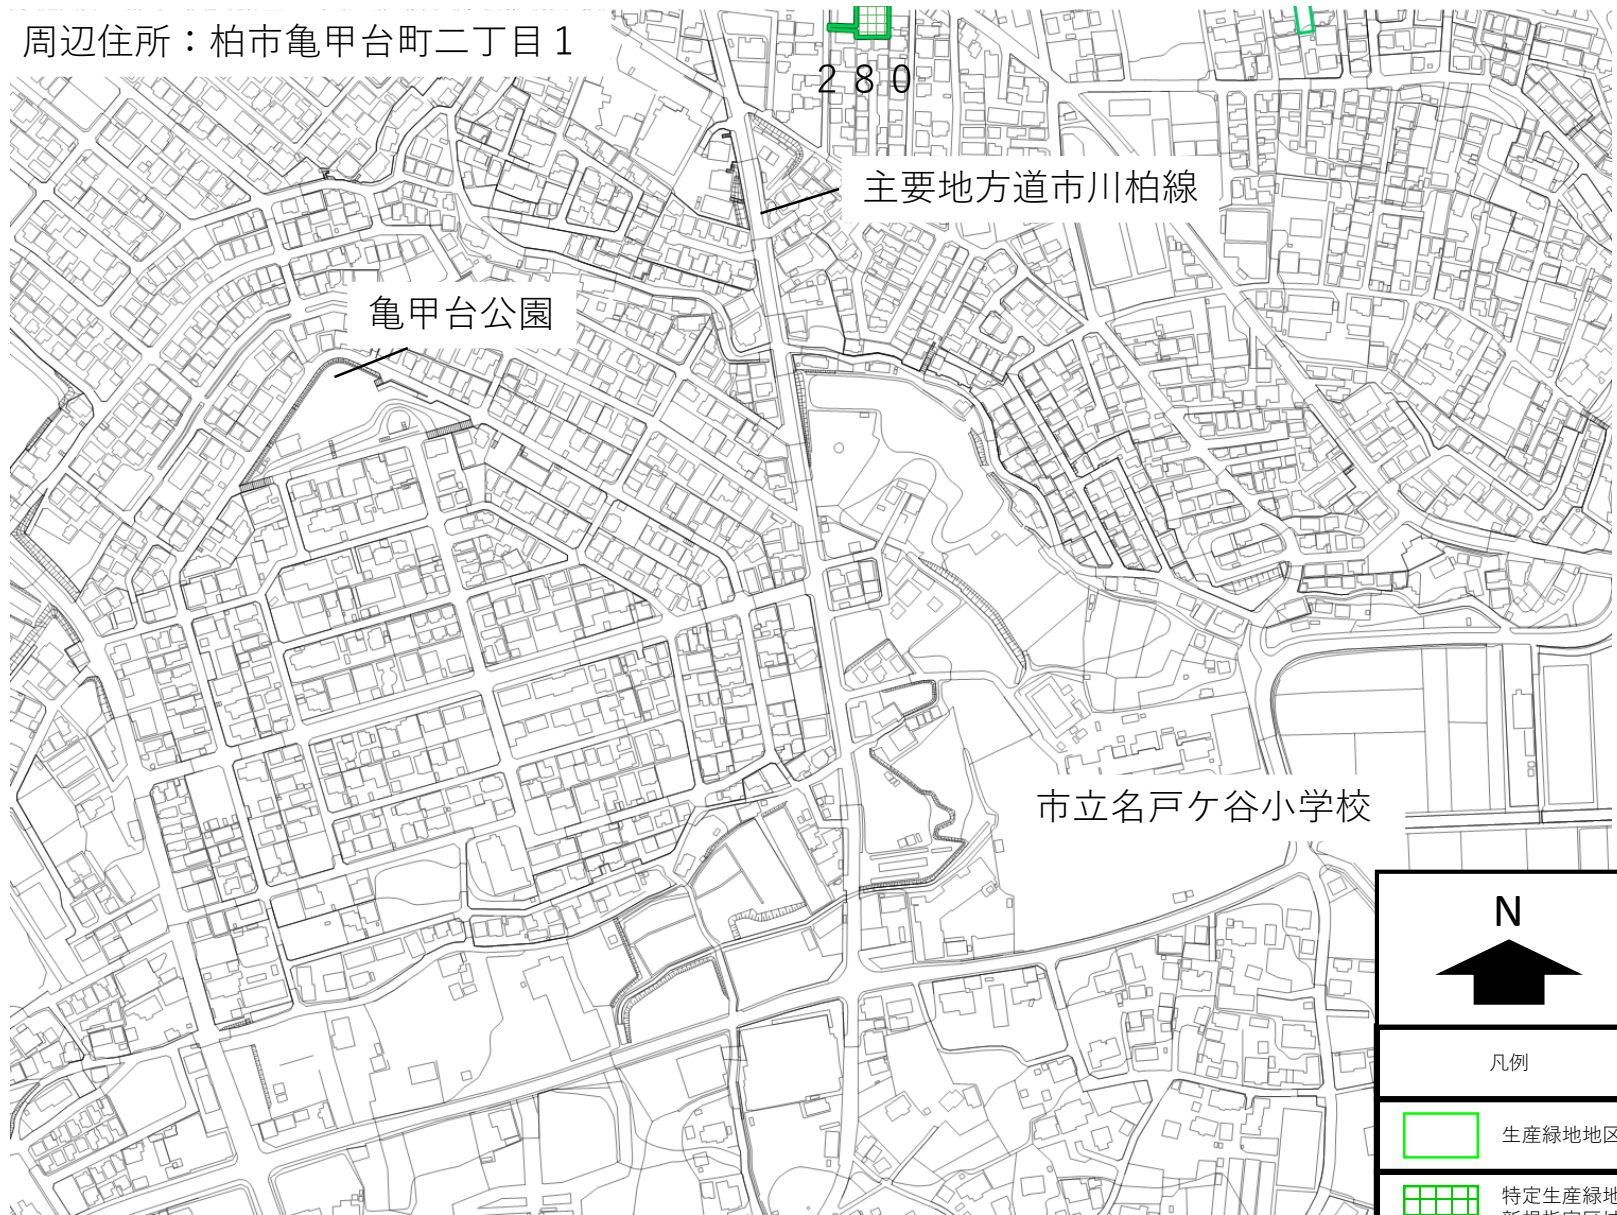 周辺住所：柏市亀甲台町二丁目１
２８０
主要地方道市川柏線
亀甲台公園
市立名戸ケ谷小学校
N
凡例
生産緑地地区
特定生産緑地